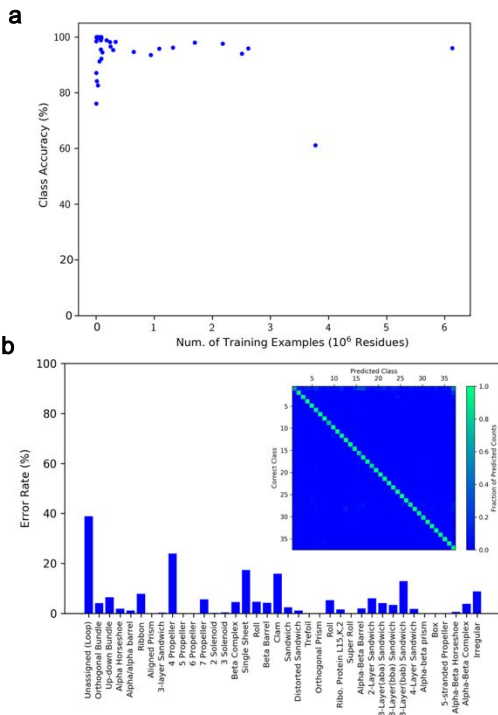 a
100
80
60
40
20
0
Class Accuracy (%)
0 1 2 3 4 5 6
Num. of Training Examples (10⁶ Residues)
b
100
80
60
40
20
0
Error Rate (%)
Predicted Class
5 10 15 20 25 30 35
5
10
15
20
25
30
35
Correct Class
1.0
0.8
0.6
0.4
0.2
0.0
Fraction of Predicted Counts
Unassigned (Loop)
Orthogonal Bundle
Up-down Bundle
Alpha Horseshoe
Alpha/alpha barrel
Ribbon
Aligned Prism
3-layer Sandwich
4 Propeller
5 Propeller
6 Propeller
7 Propeller
2 Solenoid
3 Solenoid
Beta Complex
Single Sheet
Roll
Beta Barrel
Clam
Sandwich
Distorted Sandwich
Trefoil
Orthogonal Prism
Roll
Ribo. Protein L15,K,2
Super Roll
Alpha-Beta Barrel
2-Layer Sandwich
3-Layer(aba) Sandwich
3-Layer(bba) Sandwich
3-Layer(bab) Sandwich
4-Layer Sandwich
Alpha-beta prism
Box
5-stranded Propeller
Alpha-Beta Horseshoe
Alpha-Beta Complex
Irregular